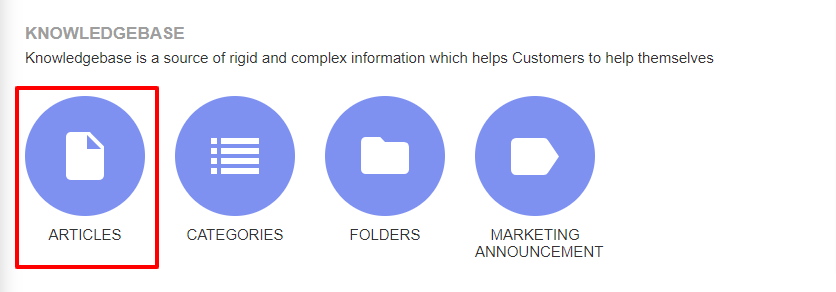 KNOWLEDGEBASE
Knowledgebase is a source of rigid and complex information which helps Customers to help themselves
ARTICLES
CATEGORIES
FOLDERS
MARKETING
ANNOUNCEMENT